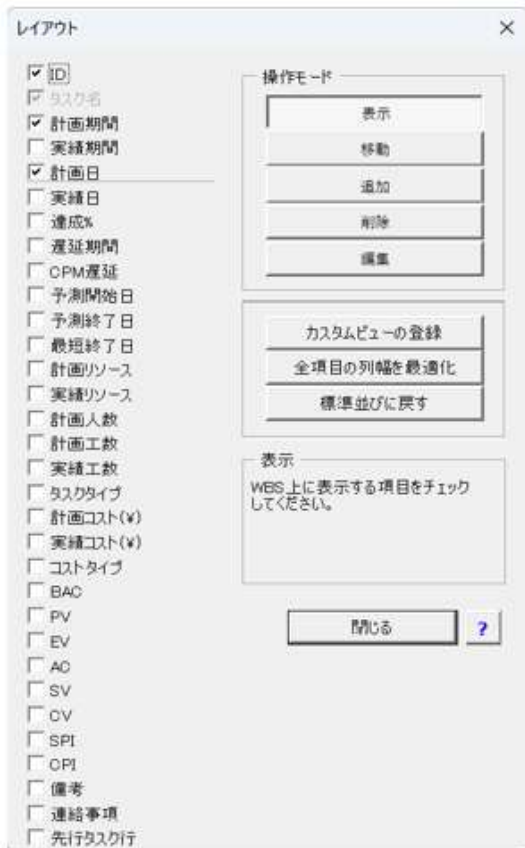 レイアウト
ID
タスク名
計画期間
実績期間
計画日
実績日
達成%
遅延期間
CPM遅延
予測開始日
予測終了日
最短終了日
計画リソース
実績リソース
計画人数
計画工数
実績工数
タスクタイプ
計画コスト(¥)
実績コスト(¥)
コストタイプ
BAC
PV
EV
AC
SV
CV
SPI
CPI
備考
連絡事項
先行タスク行
操作モード
表示
移動
追加
削除
編集
カスタムビューの登録
全項目の列幅を最適化
標準並びに戻す
表示
WBS上に表示する項目をチェック
してください。
閉じる
?